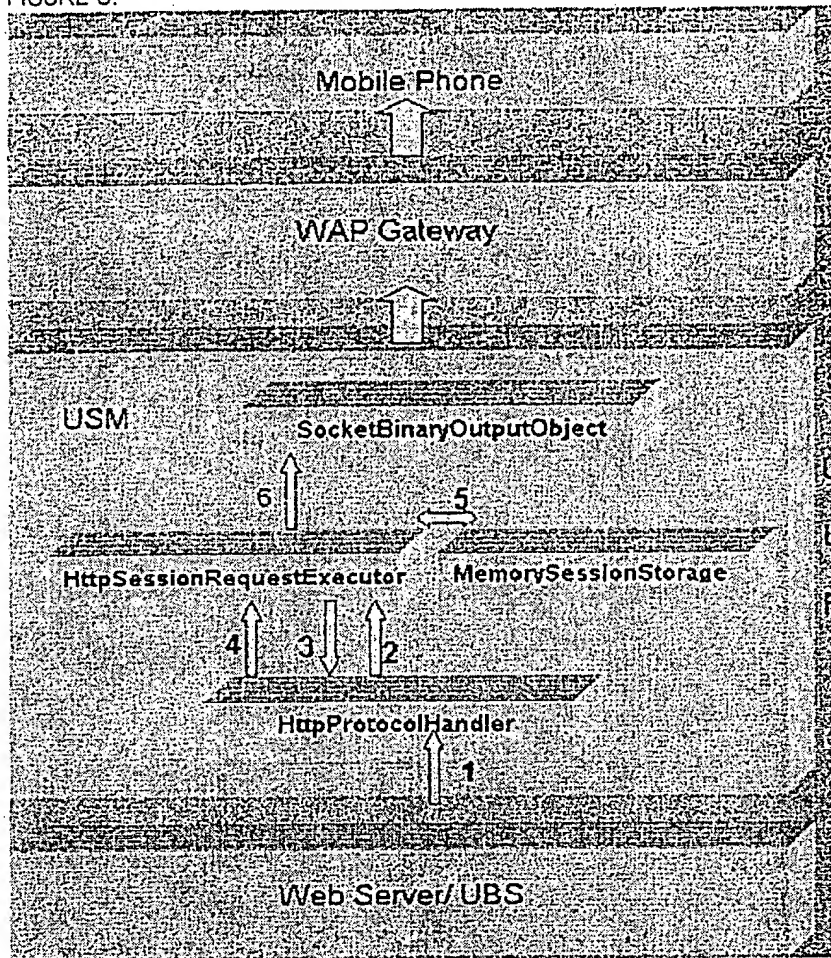 Mobile Phone
WAP Gateway
USM
SocketBinaryOutputObject
6
5
HttpSessionRequestExecutor
MemorySessionStorage
4
3
2
HttpProtocolHandler
1
Web Server/ UBS